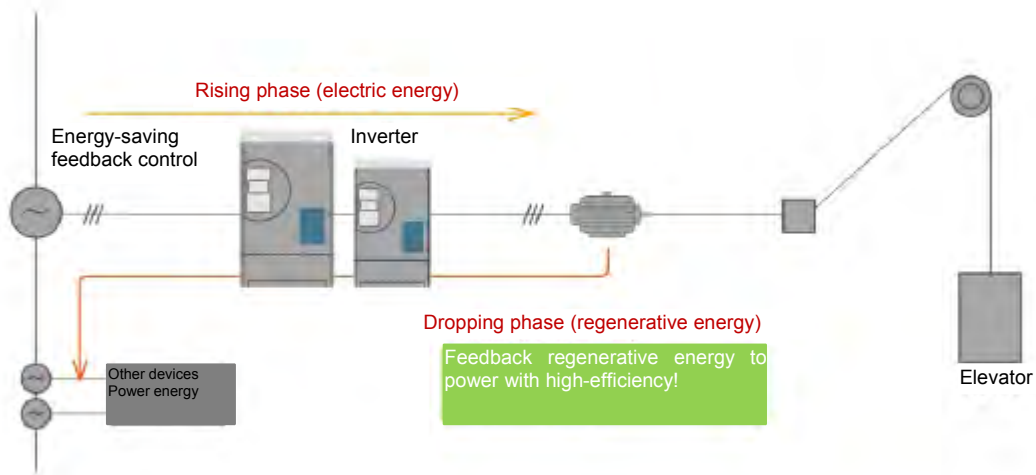 Rising phase (electric energy)
Energy-saving
feedback control
Inverter
Dropping phase (regenerative energy)
Feedback regenerative energy to
power with high-efficiency!
Other devices
Power energy
Elevator